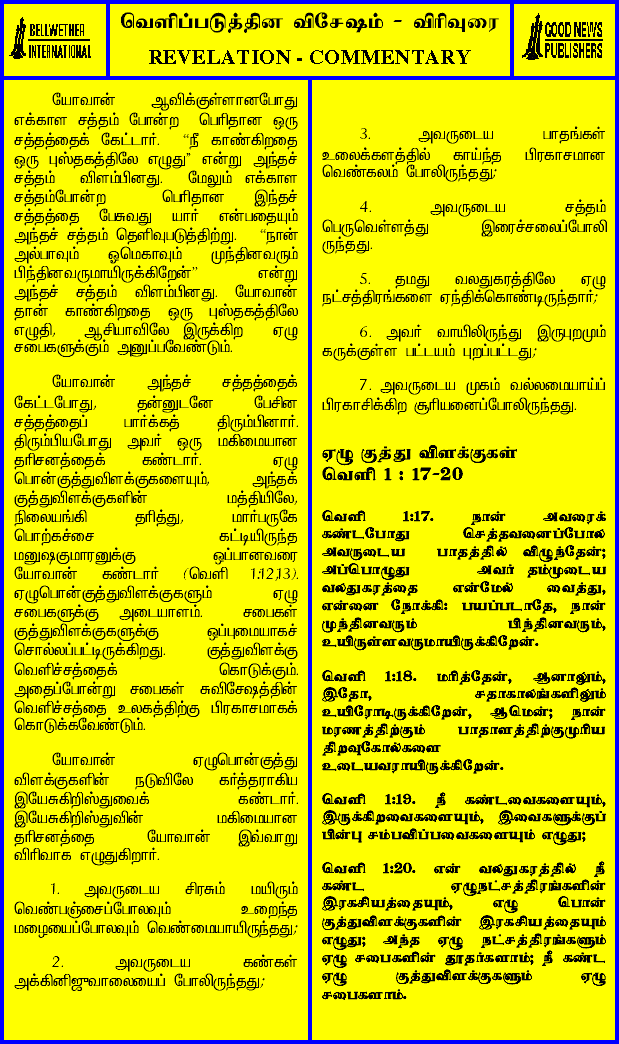 BELLWETHER
INTERNATIONAL
வெளிப்படுத்தின விசேஷம் - விரிவுரை
REVELATION - COMMENTARY
GOOD NEWS
PUBLISHERS
யோவான் ஆவிக்குள்ளானபோது
எக்காள சத்தம் போன்ற பெரிதான ஒரு
சத்தத்தைக் கேட்டார். “நீ காண்கிறதை
ஒரு புஸ்தகத்திலே எழுது” என்று அந்தச்
சத்தம் விளம்பினது. மேலும் எக்காள
சத்தம்போன்ற பெரிதான இந்தச்
சத்தத்தை பேசுவது யார் என்பதையும்
அந்தச் சத்தம் தெளிவுபடுத்திற்று. “நான்
அல்பாவும் ஓமெகாவும் முந்தினவரும்
பிந்தினவருமாயிருக்கிறேன்” என்று
அந்தச் சத்தம் விளம்பினது. யோவான்
தான் காண்கிறதை ஒரு புஸ்தகத்திலே
எழுதி, ஆசியாவிலே இருக்கிற ஏழு
சபைகளுக்கும் அனுப்பவேண்டும்.
யோவான் அந்தச் சத்தத்தைக்
கேட்டபோது, தன்னுடனே பேசின
சத்தத்தைப் பார்க்கத் திரும்பினார்.
திரும்பியபோது அவர் ஒரு மகிமையான
தரிசனத்தைக் கண்டார். ஏழு
பொன்குத்துவிளக்குகளையும், அந்தக்
குத்துவிளக்குகளின் மத்தியிலே,
நிலையங்கி தரித்து, மார்பருகே
பொற்கச்சை கட்டியிருந்த
மனுஷகுமாரனுக்கு ஒப்பானவரை
யோவான் கண்டார் (வெளி 1:12,13).
ஏழுபொன்குத்துவிளக்குகளும் ஏழு
சபைகளுக்கு அடையாளம். சபைகள்
குத்துவிளக்குகளுக்கு ஒப்புமையாகச்
சொல்லப்பட்டிருக்கிறது. குத்துவிளக்கு
வெளிச்சத்தைக் கொடுக்கும்.
அதைப்போன்று சபைகள் சுவிசேஷத்தின்
வெளிர்ச்தை உலகத்திற்கு பிரகாசமாகக்
கொடுக்கவேண்டும்.
யோவான் ஏழுபொன்குத்து
விளக்குகளின் நடுவிலே கர்த்தராகிய
இயேசுகிறிஸ்துவைக் கண்டார்.
இயேசுகிறிஸ்துவின் மகிமையான
தரிசனத்தை யோவான் இவ்வாறு
விரிவாக எழுதுகிறார்.
1. அவருடைய சிரசும் மயிரும்
வெண்பஞ்சைப்போலவும் உறைந்த
மழையைப்போலவும் வெண்மையாயிருந்தது;
2. அவருடைய கண்கள்
அக்கினிஜுவாலையைப் போலிருந்தது;
3. அவருடைய பாதங்கள்
உலைக்களத்தில் காய்ந்த பிரகாசமான
வெண்கலம் போலிருந்தது;
4. அவருடைய சத்தம்
பெருவெள்ளத்து இரைச்சலைப்போலி
ருந்தது.
5. தமது வலதுகரத்திலே ஏழு
நட்சத்திரங்களை ஏந்திக்கொண்டிருந்தார்;
6. அவர் வாயிலிருந்து இருபுறமும்
கருக்குள்ள பட்டயம் புறப்பட்டது;
7. அவருடைய முகம் வல்லமையாய்ப்
பிரகாசிக்கிற சூரியனைப்போலிருந்தது.
ஏழு குத்து விளக்குகள்
வெளி 1 : 17-20
வெளி 1:17. நான் அவரைக்
கண்டபோது செத்தவனைப்போல
அவருடைய பாதத்தில் விழுந்தேன்;
அப்பொழுது அவர் தம்முடைய
வலதுகரத்தை என்மேல் வைத்து,
என்னை நோக்கி: பயப்படாதே, நான்
முந்தினவரும் பிந்தினவரும்,
உயிருள்ளவருமாயிருக்கிறேன்.
வெளி 1:18. மரித்தேன், ஆனாலும்,
இதோ, சதாகாலங்களிலும்
உயிரோடிருக்கிறேன், ஆமென்; நான்
மரணத்திற்கும் பாதாளத்திற்குமுரிய
திறவுகோல்களை
உடையவராயிருக்கிறேன்.
வெளி 1:19. நீ கண்டவைகளையும்,
இருக்கிறவைகளையும், இவைகளுக்குப்
பின்பு சம்பவிப்பவைகளையும் எழுது;
வெளி 1:20. என் வலதுகரத்தில் நீ
கண்ட ஏழுநட்சத்திரங்களின்
இரகசியத்தையும், எழு பொன்
குத்துவிளக்குகளின் இரகசியத்தையும்
எழுது; அந்த ஏழு நட்சத்திரங்களும்
ஏழு சபைகளின் தூதர்களாம்; நீ கண்ட
ஏழு குத்துவிளக்குகளும் ஏழு
சபைகளாம்.